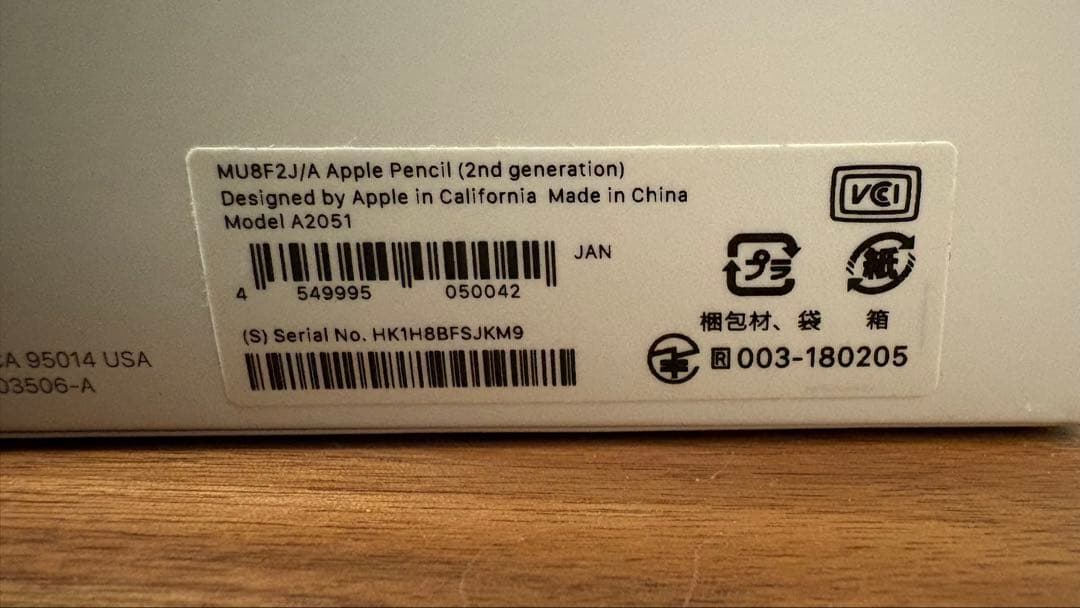 MU8F2J/A Apple Pencil (2nd generation)
Designed by Apple in California Made in China
Model A2051
JAN
4 549995 050042
(S) Serial No. HK1H8BFSJKM9
VCCI
プラ 紙
梱包材、袋 箱
R 003-180205
CA 95014 USA
03506-A